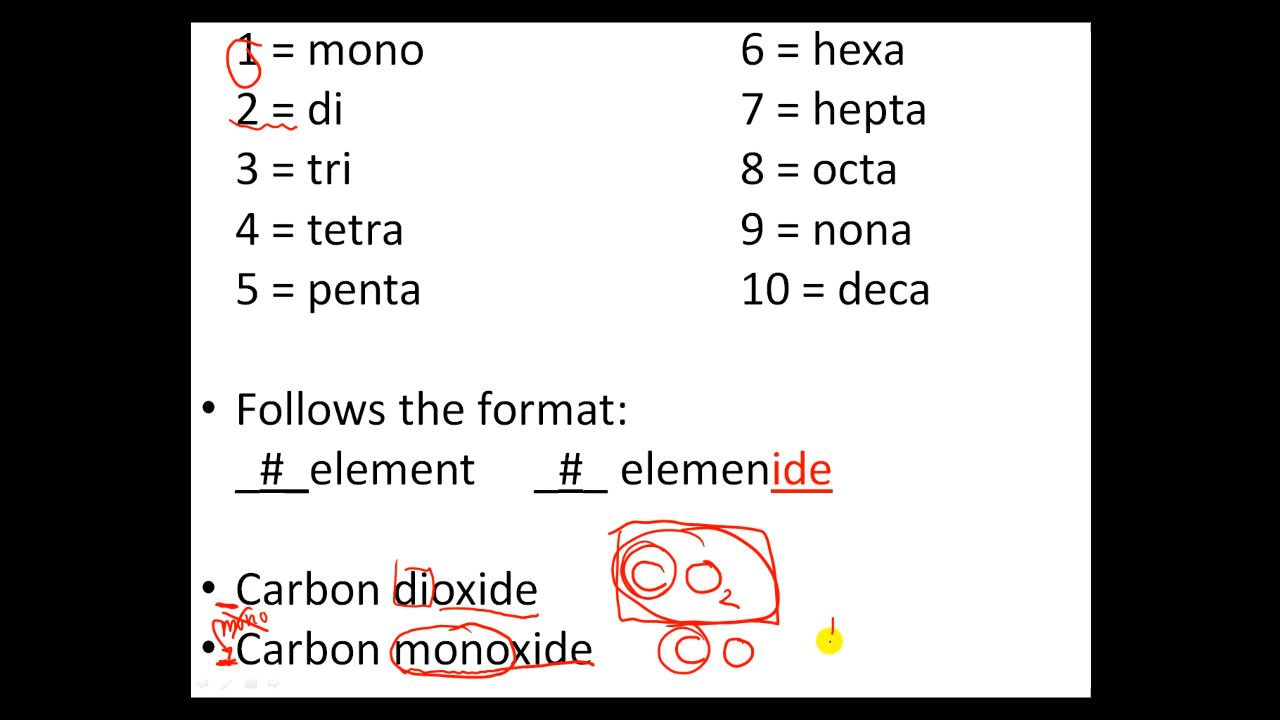 1 = mono
2 = di
3 = tri
4 = tetra
5 = penta
6 = hexa
7 = hepta
8 = octa
9 = nona
10 = deca
• Follows the format:
_#_element _#_ elemenide
• Carbon dioxide CO2
mono
• Carbon monoxide CO